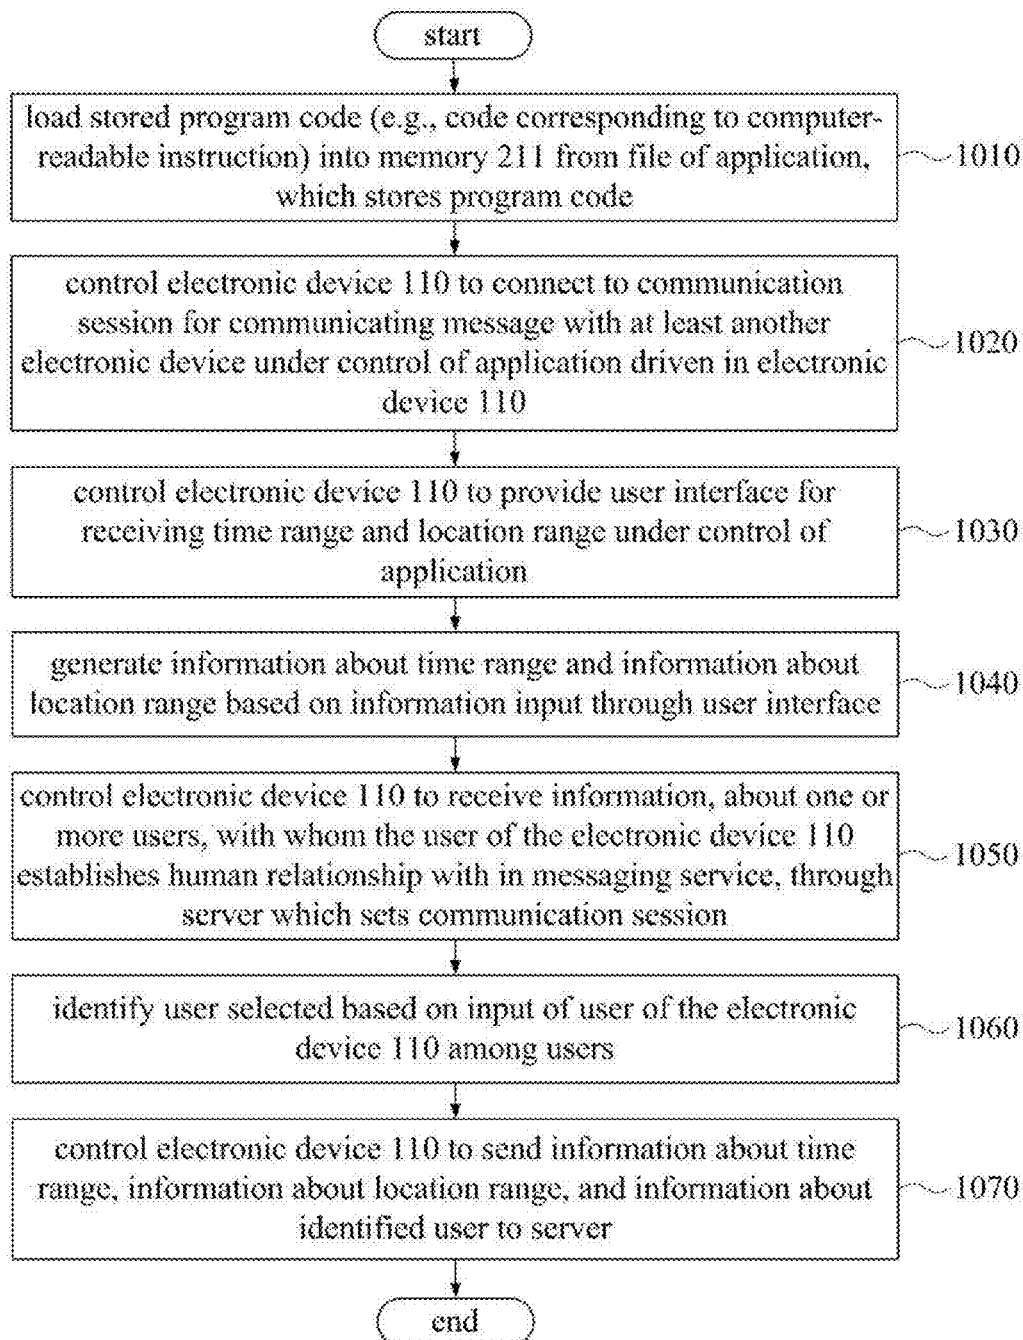 start
load stored program code (e.g., code corresponding to computer-
readable instruction) into memory 211 from file of application,
which stores program code
1010
control electronic device 110 to connect to communication
session for communicating message with at least another
electronic device under control of application driven in electronic
device 110
1020
control electronic device 110 to provide user interface for
receiving time range and location range under control of
application
1030
generate information about time range and information about
location range based on information input through user interface
1040
control electronic device 110 to receive information, about one or
more users, with whom the user of the electronic device 110
establishes human relationship with in messaging service, through
server which sets communication session
1050
identify user selected based on input of user of the electronic
device 110 among users
1060
control electronic device 110 to send information about time
range, information about location range, and information about
identified user to server
1070
end